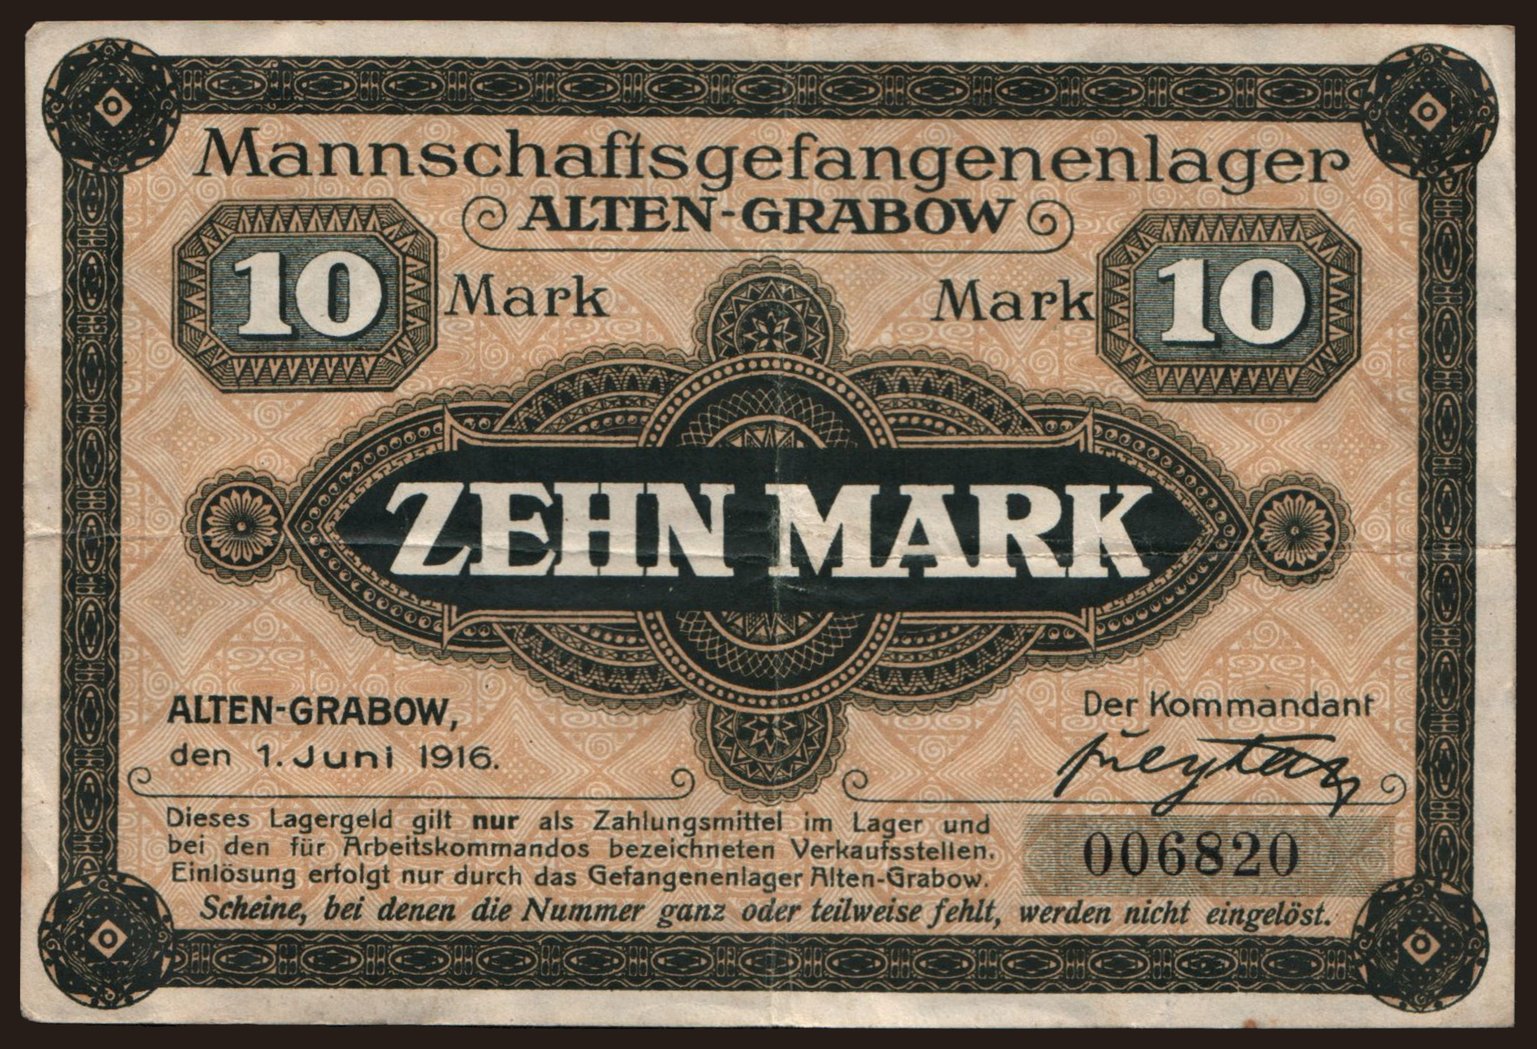 Mannschaftsgefangenenlager
ALTEN-GRABOW
10 Mark Mark 10
ZEHN MARK
ALTEN-GRABOW,
den 1. Juni 1916.
Der Kommandant
Freytag
Dieses Lagergeld gilt nur als Zahlungsmittel im Lager und
bei den für Arbeitskommandos bezeichneten Verkaufsstellen.
Einlösung erfolgt nur durch das Gefangenenlager Alten-Grabow.
006820
Scheine, bei denen die Nummer ganz oder teilweise fehlt, werden nicht eingelöst.